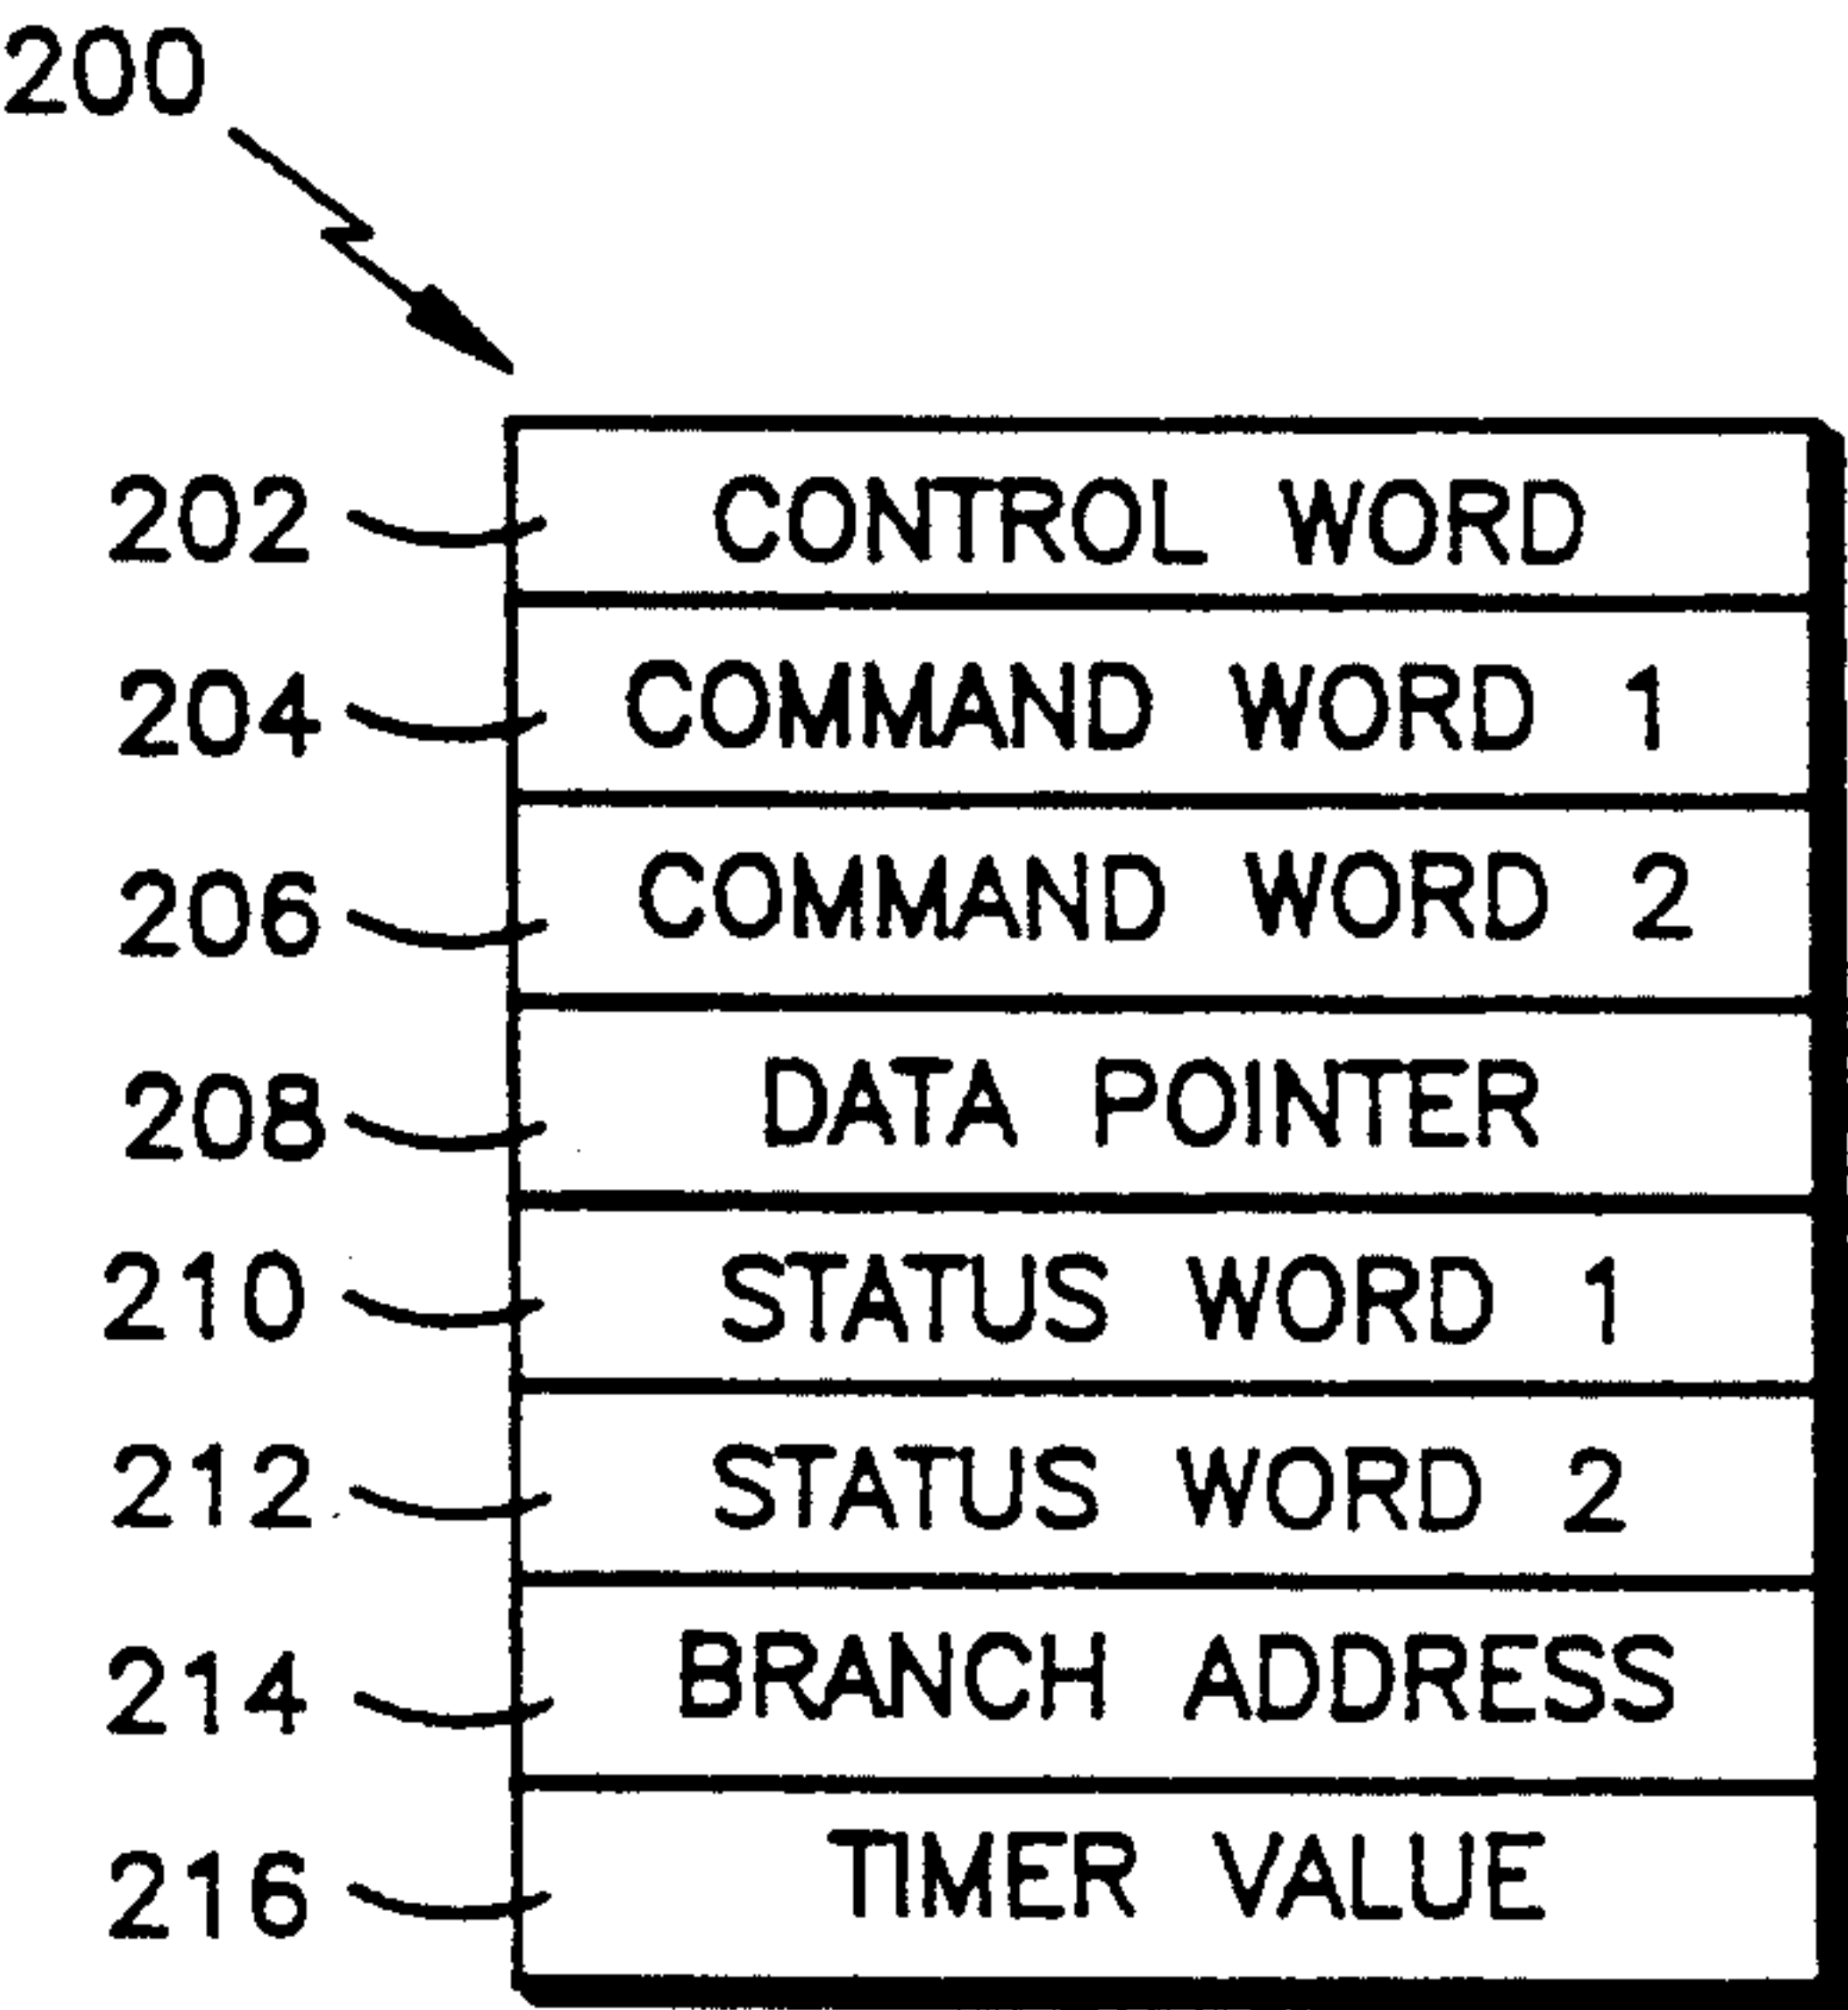 200
202 CONTROL WORD
204 COMMAND WORD 1
206 COMMAND WORD 2
208 DATA POINTER
210 STATUS WORD 1
212 STATUS WORD 2
214 BRANCH ADDRESS
216 TIMER VALUE